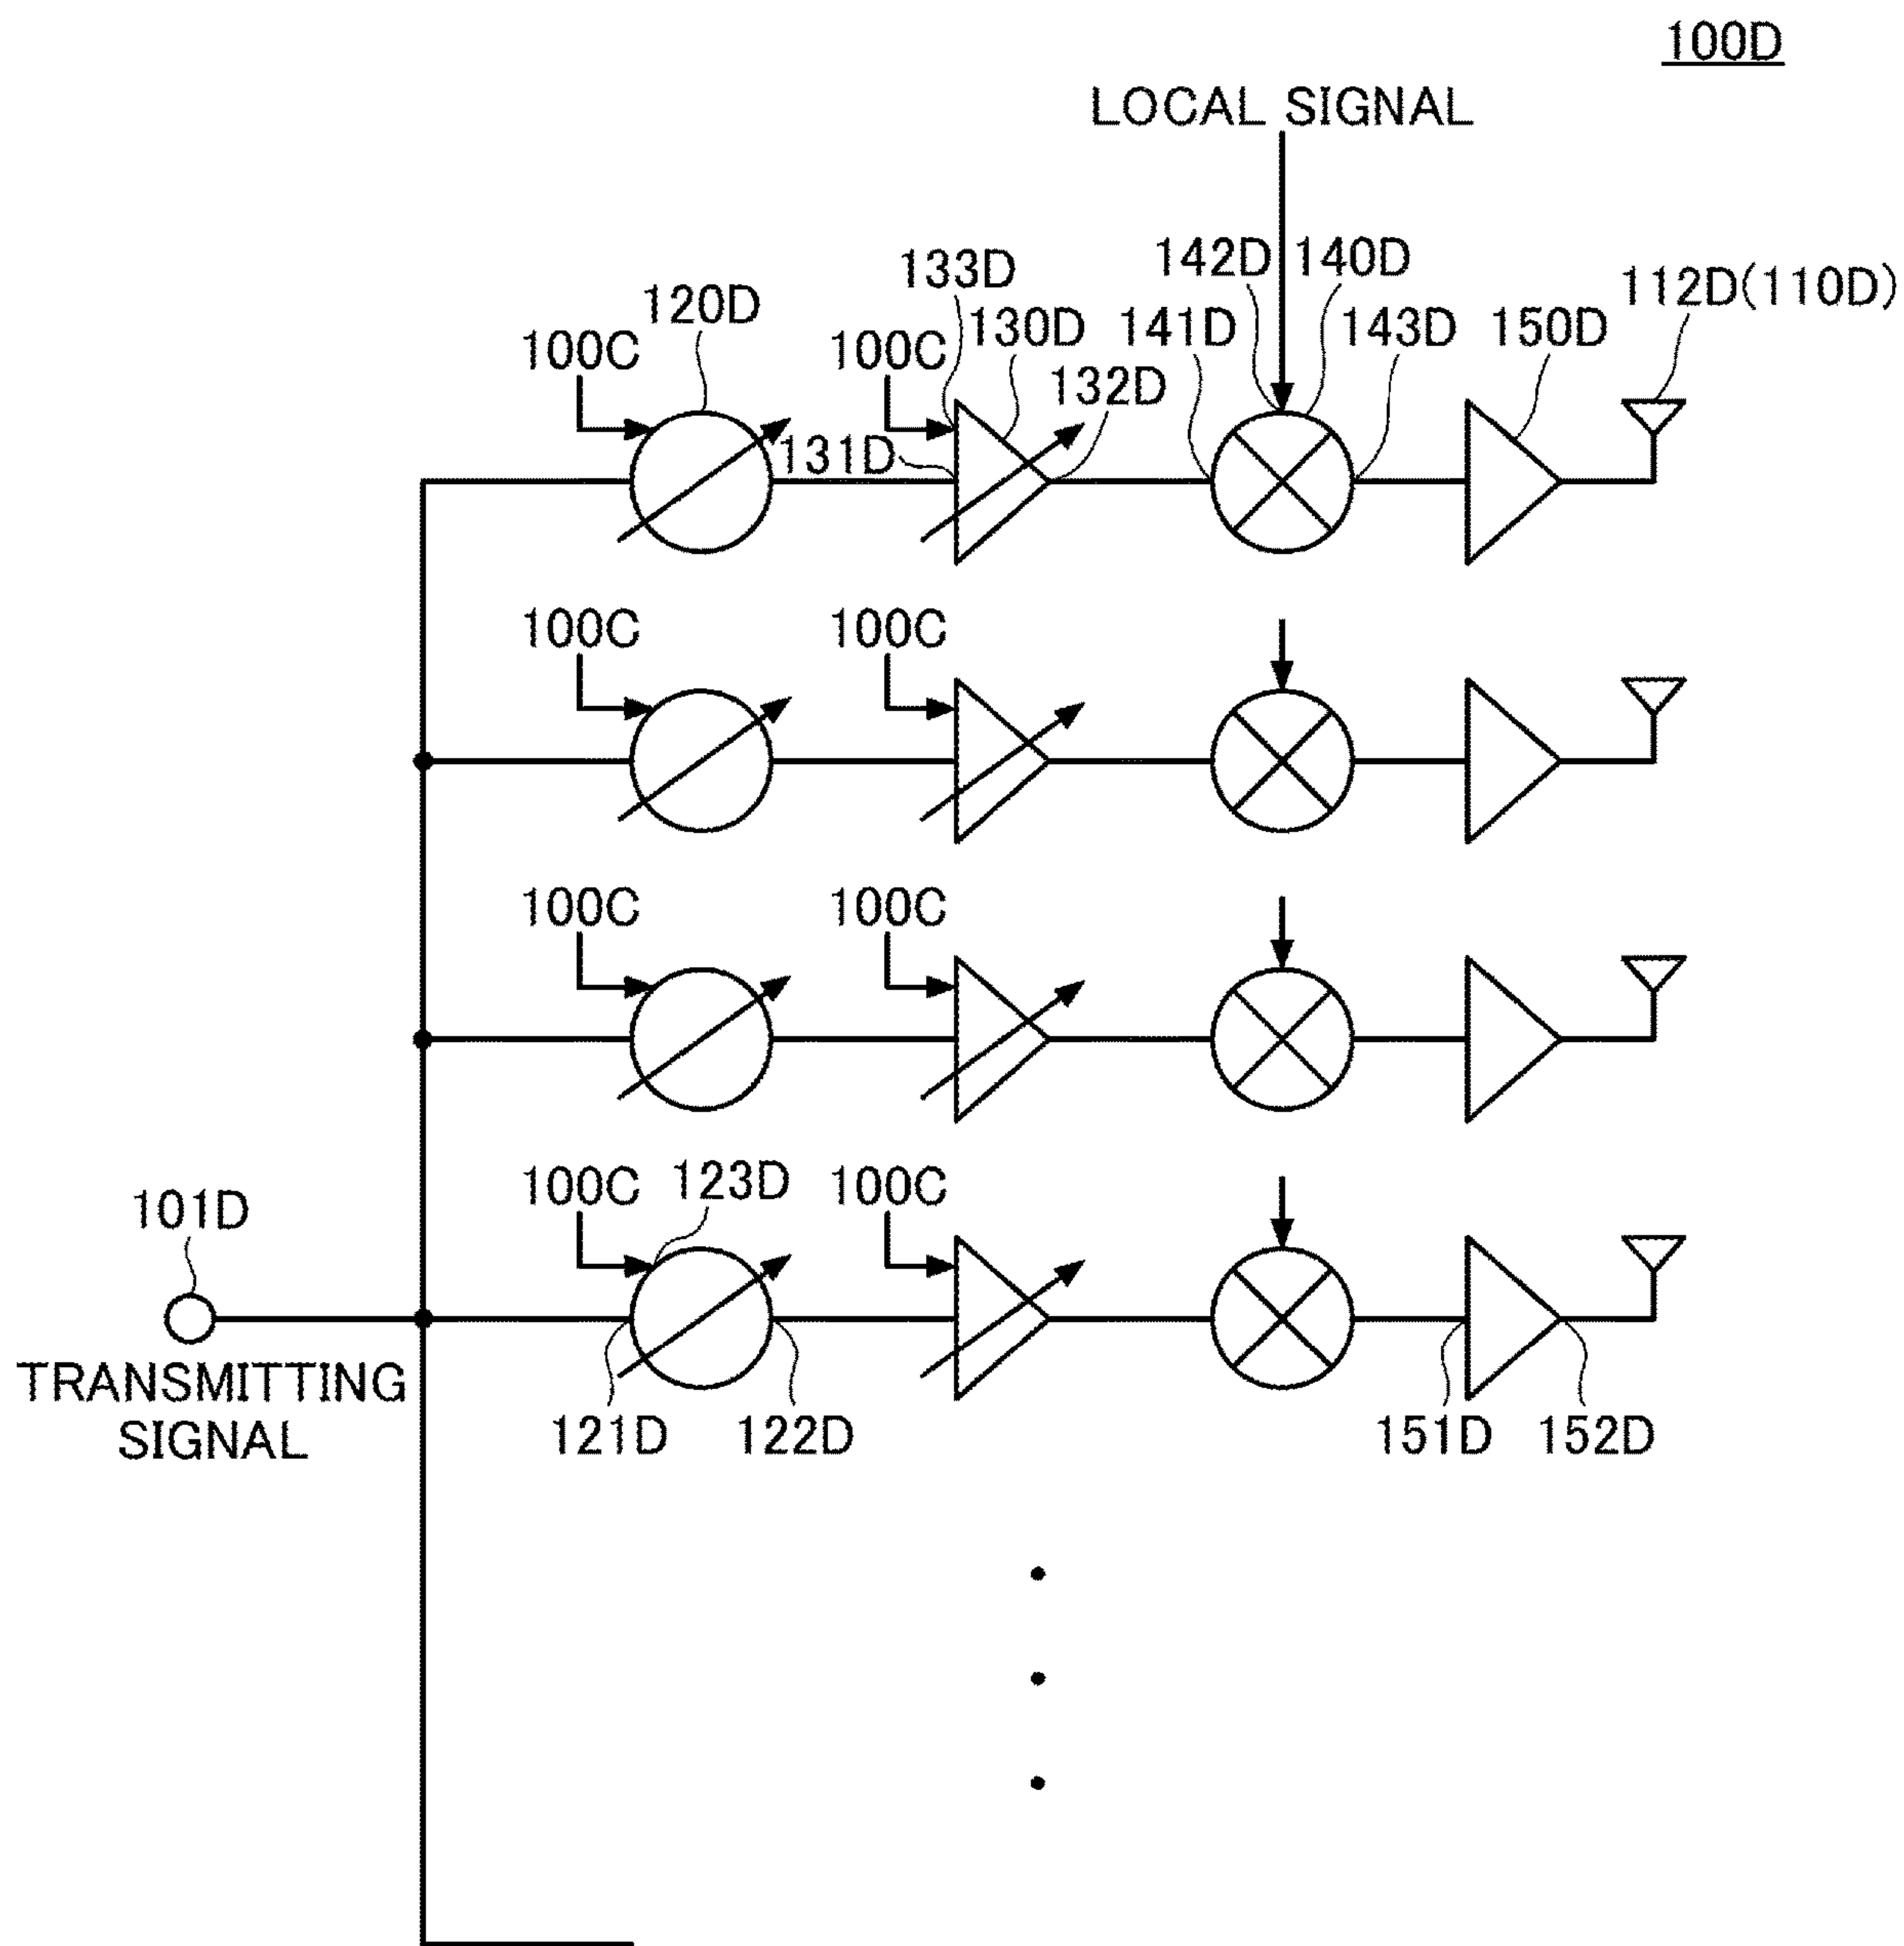 100D
LOCAL SIGNAL
133D
142D 140D
120D
112D(110D)
100C
100C
130D
141D
143D
150D
132D
131D
100C
100C
100C
100C
100C
123D
100C
101D
TRANSMITTING
SIGNAL
121D
122D
151D
152D